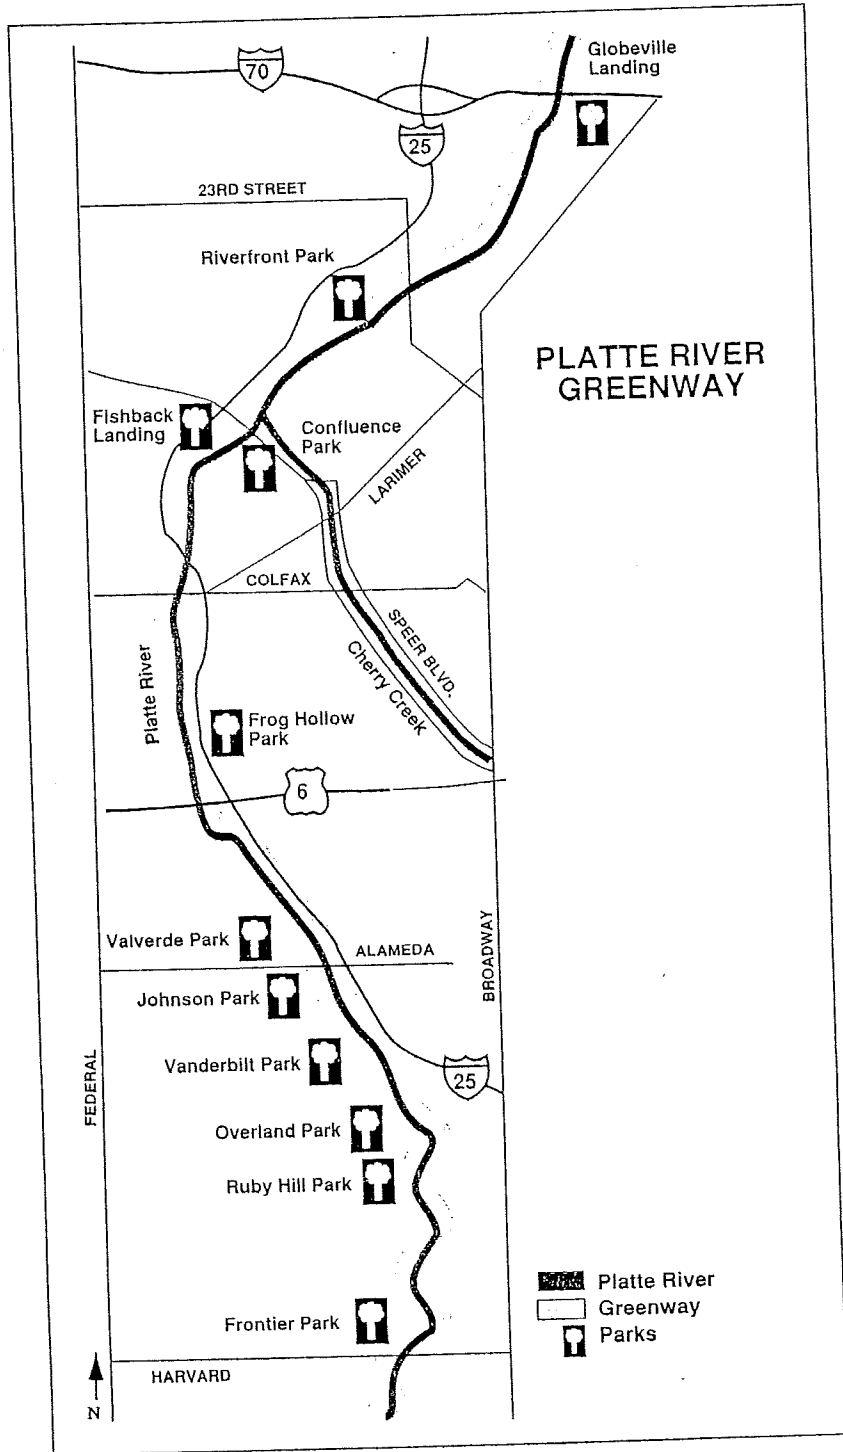 Globeville
Landing
70
25
23RD STREET
Riverfront Park
PLATTE RIVER
GREENWAY
Fishback
Landing
Confluence
Park
LARIMER
COLFAX
SPEER BLVD.
Cherry Creek
Platte River
Frog Hollow
Park
6
Valverde Park
ALAMEDA
BROADWAY
Johnson Park
Vanderbilt Park
25
FEDERAL
Overland Park
Ruby Hill Park
Platte River
Greenway
Parks
Frontier Park
HARVARD
N